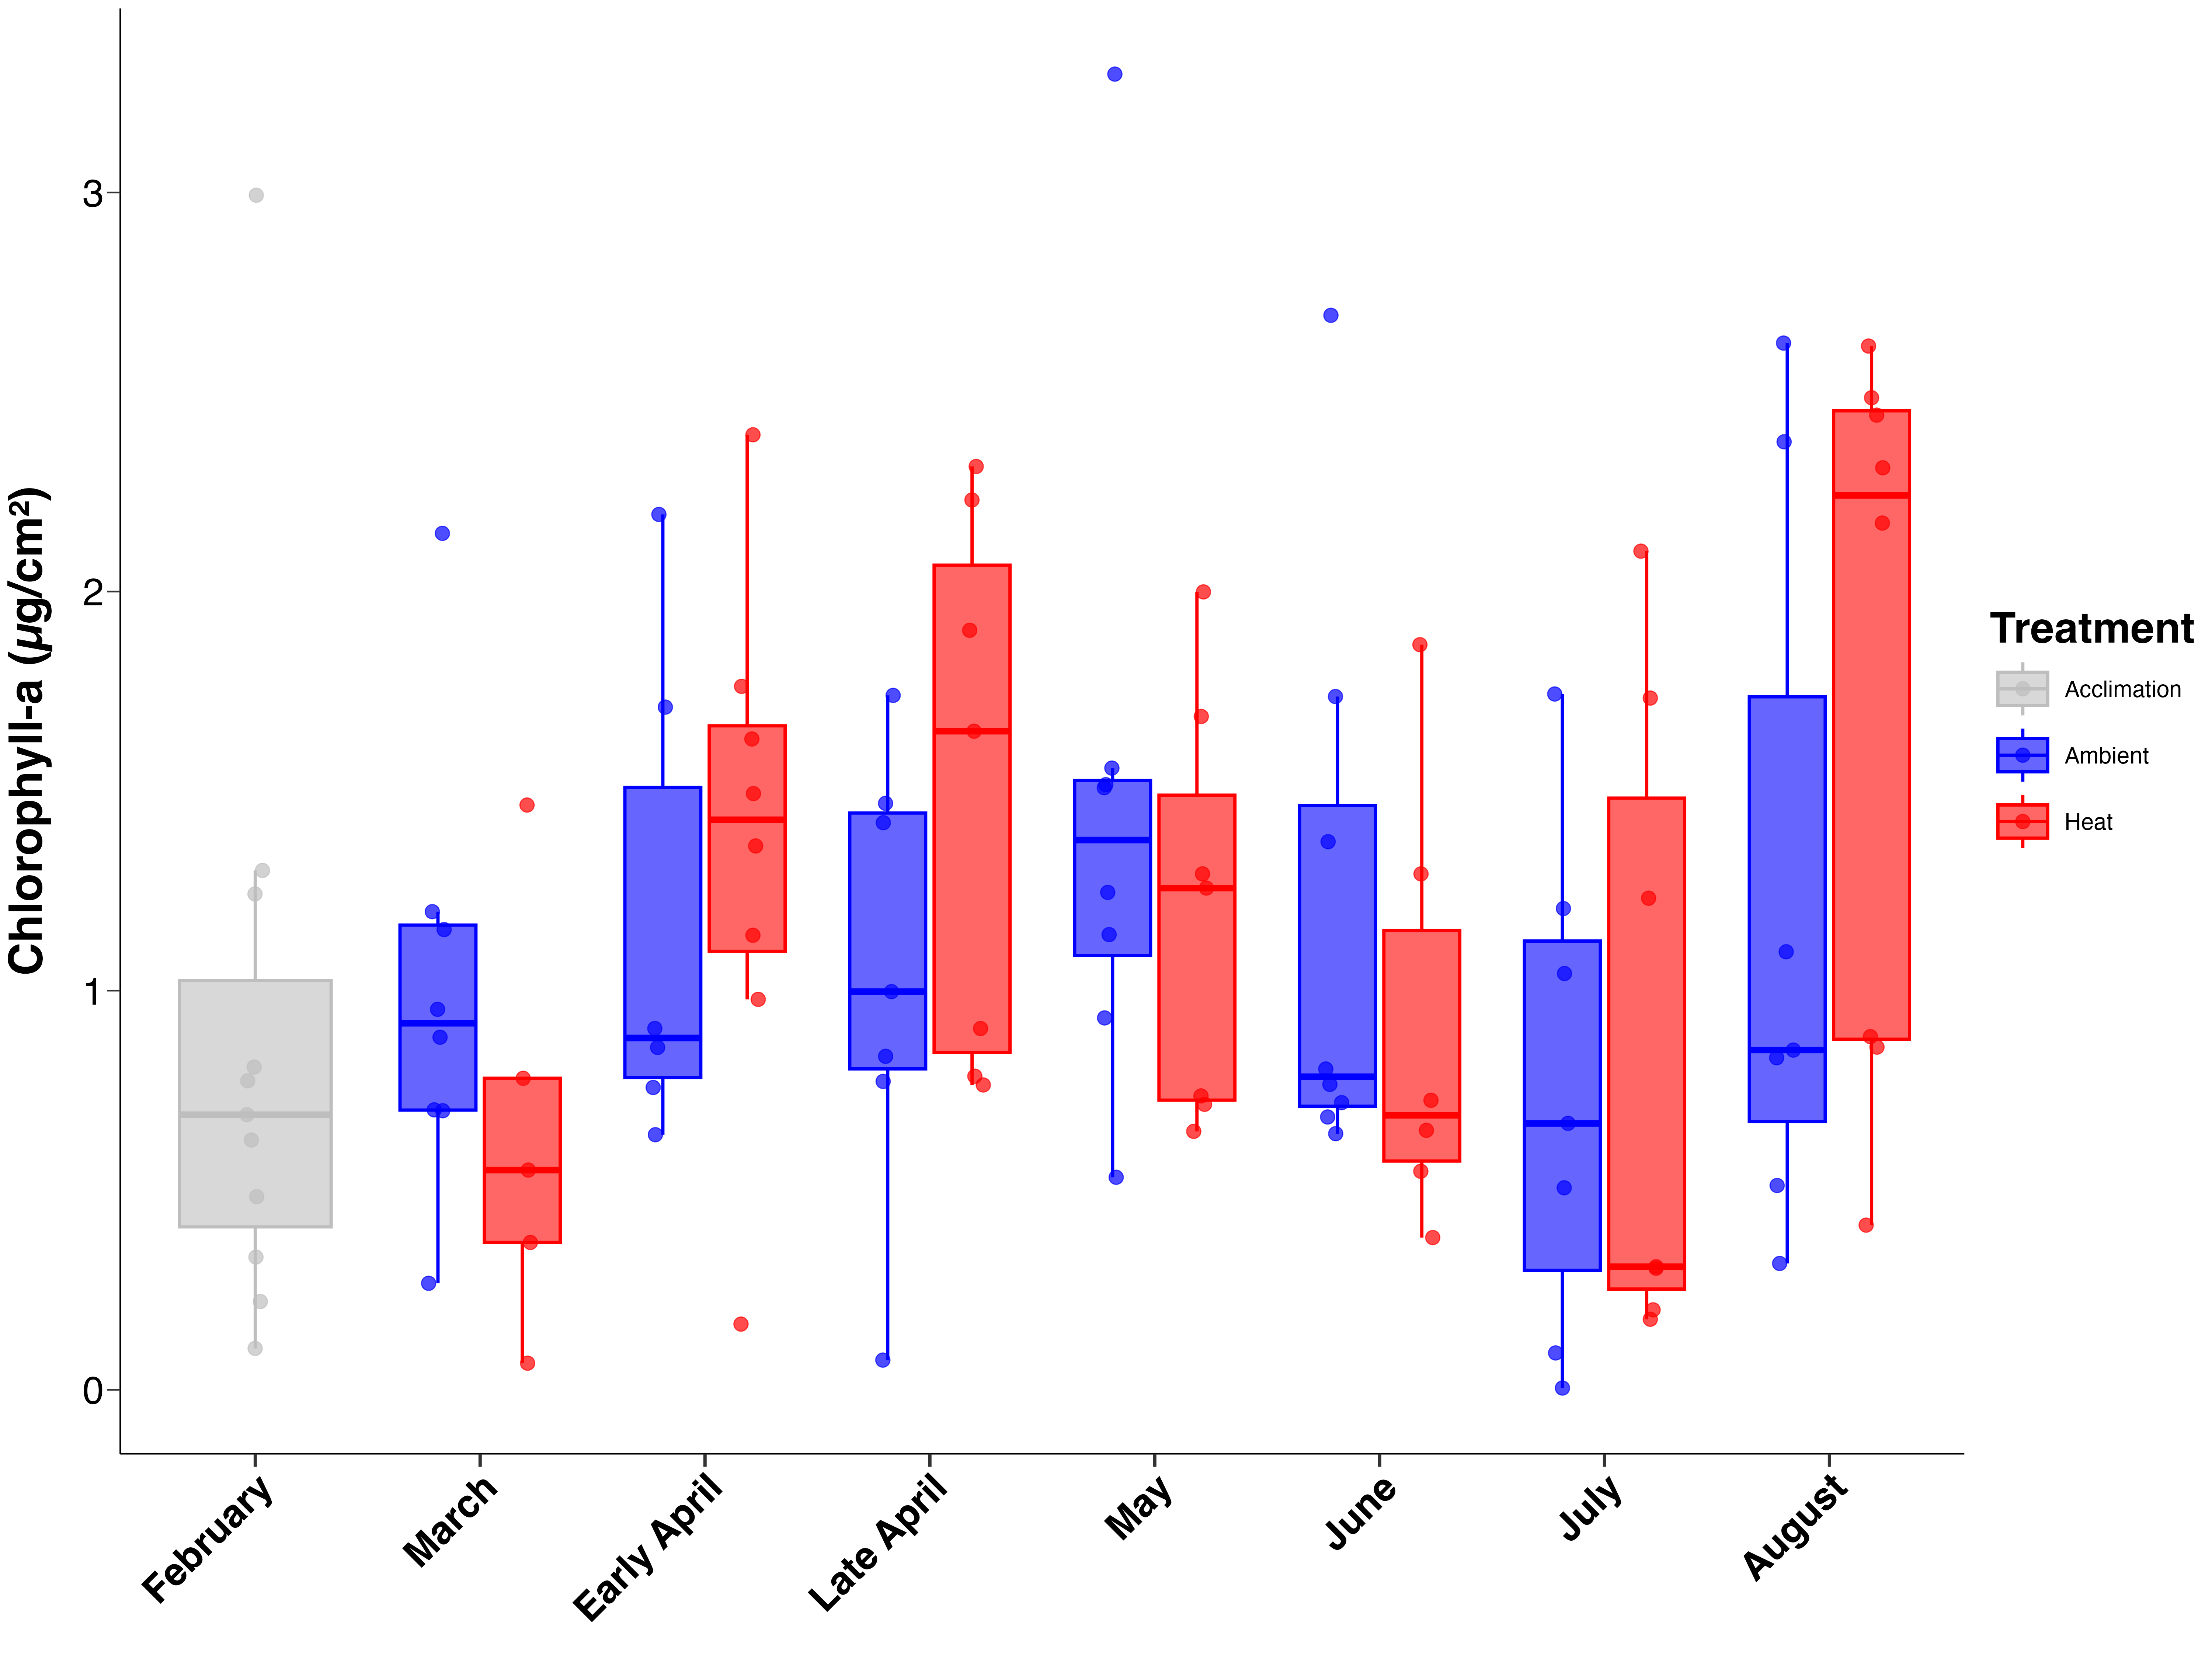 Chlorophyll-a (µg/cm²)
3
2
1
0
February
March
Early April
Late April
May
June
July
August
Treatment
Acclimation
Ambient
Heat